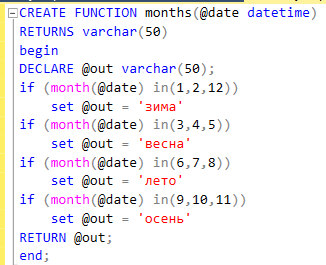 CREATE FUNCTION months(@date datetime)
RETURNS varchar(50)
begin
DECLARE @out varchar(50);
if (month(@date) in(1,2,12))
    set @out = 'зима'
if (month(@date) in(3,4,5))
    set @out = 'весна'
if (month(@date) in(6,7,8))
    set @out = 'лето'
if (month(@date) in(9,10,11))
    set @out = 'осень'
RETURN @out;
end;